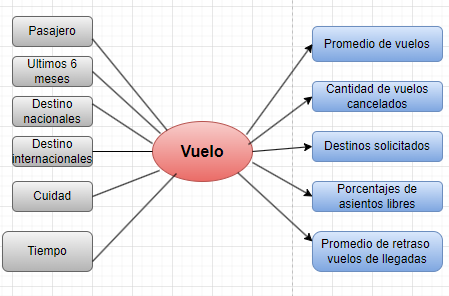 Pasajero
Ultimos 6
meses
Destino
nacionales
Destino
internacionales
Cuidad
Tiempo
Vuelo
Promedio de vuelos
Cantidad de vuelos
cancelados
Destinos solicitados
Porcentajes de
asientos libres
Promedio de retraso
vuelos de llegadas